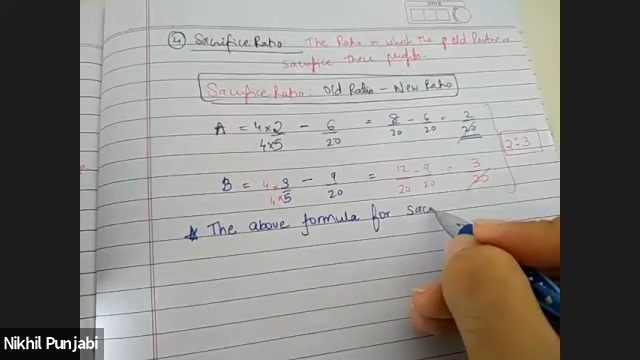 ④ Sacrifice Ratio The Ratio in which the old Partners
sacrifice their profits.
Sacrifice Ratio: Old Ratio - New Ratio
A = 4×2/4×5 - 6/20 = 8/20 - 6/20 = 2/20
B = 4×3/4×5 - 9/20 = 12/20 - 9/20 = 3/20
2:3
★ The above formula for sac
Nikhil Punjabi